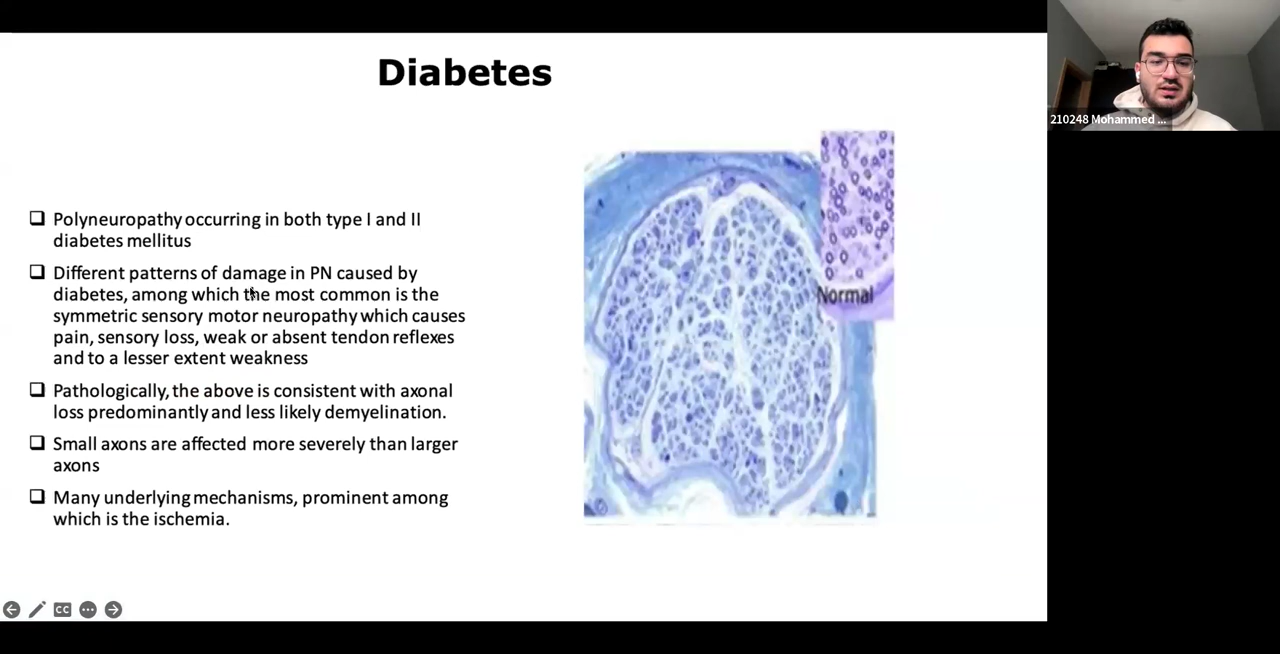 Diabetes
210248 Mohammed ...
Polyneuropathy occurring in both type I and II
diabetes mellitus
Different patterns of damage in PN caused by
diabetes, among which the most common is the
symmetric sensory motor neuropathy which causes
pain, sensory loss, weak or absent tendon reflexes
and to a lesser extent weakness
Pathologically, the above is consistent with axonal
loss predominantly and less likely demyelination.
Small axons are affected more severely than larger
axons
Many underlying mechanisms, prominent among
which is the ischemia.
Normal
CC